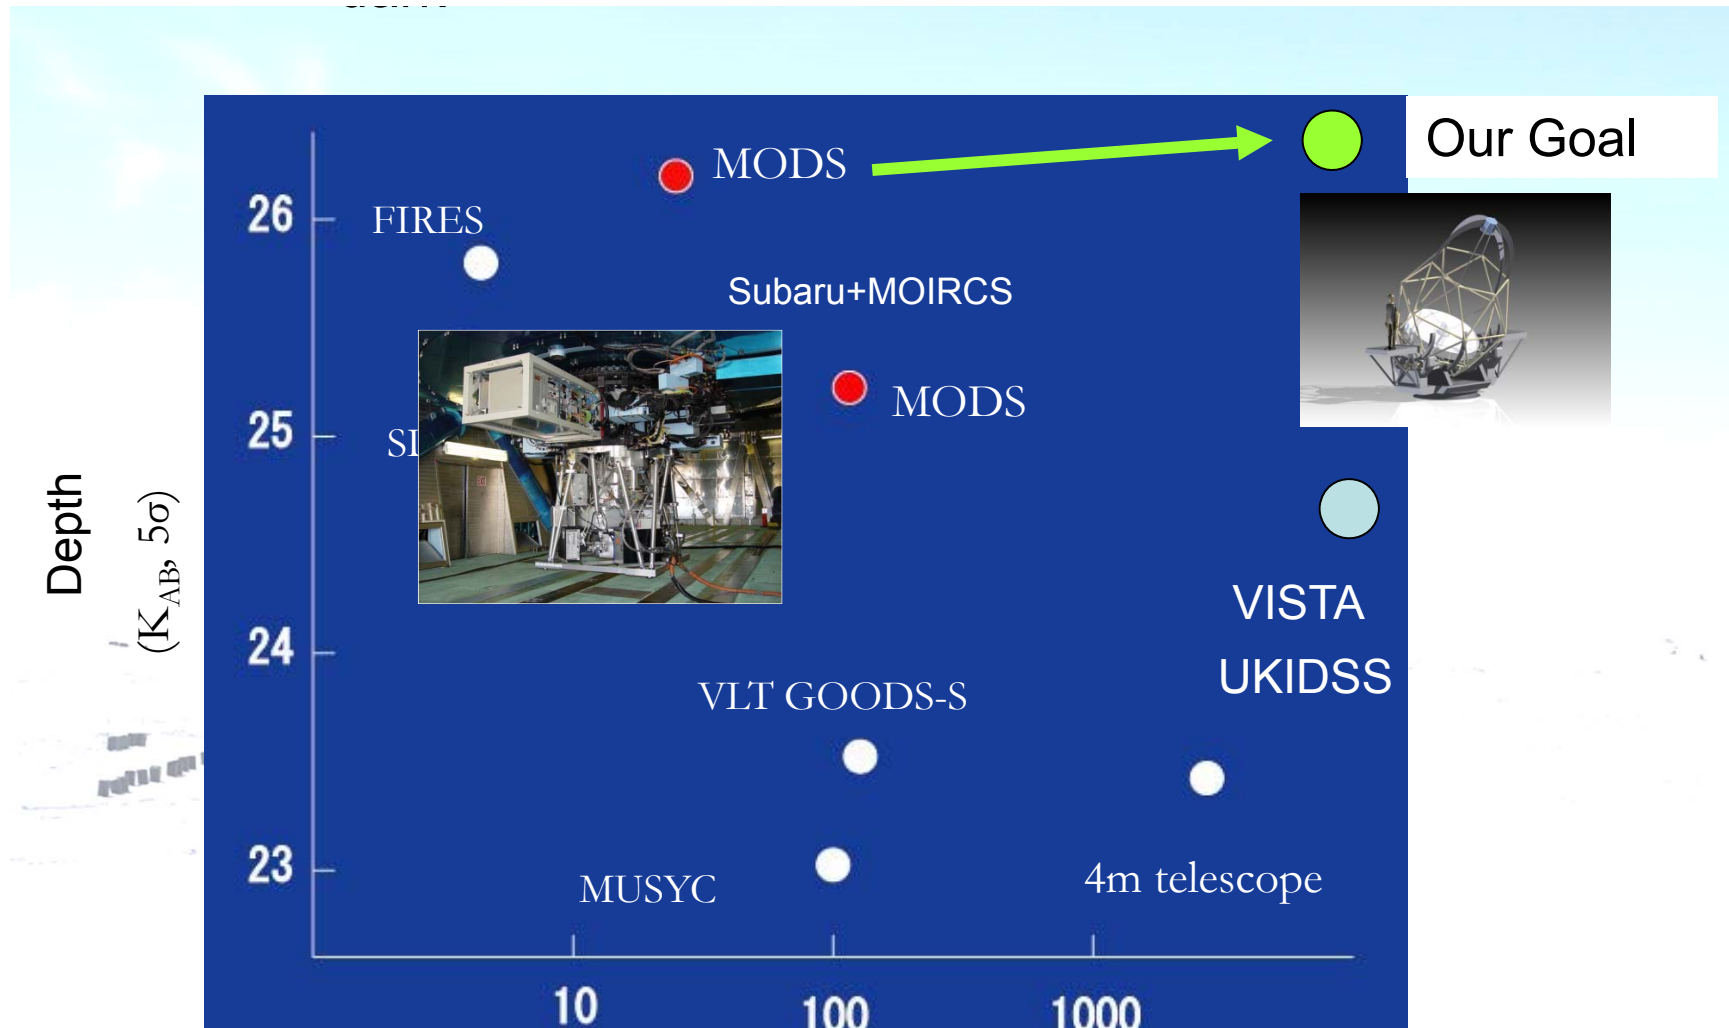 Our Goal
MODS
26
FIRES
Subaru+MOIRCS
MODS
25
Depth
(K_AB, 5σ)
VISTA
24
UKIDSS
VLT GOODS-S
23
MUSYC
4m telescope
10
100
1000